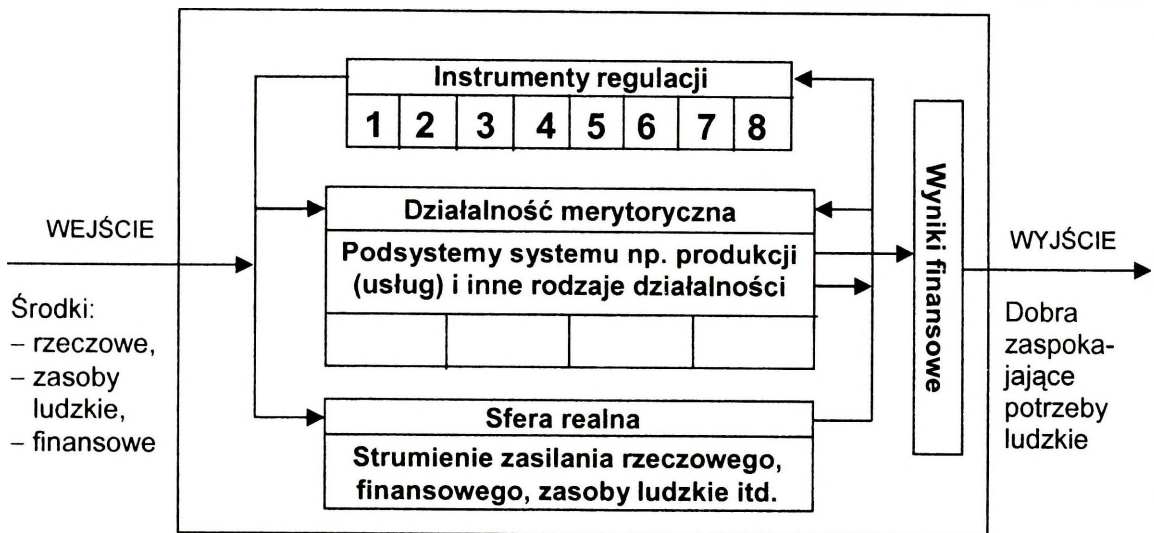 Instrumenty regulacji
1 2 3 4 5 6 7 8
Działalność merytoryczna
Podsystemy systemu np. produkcji
(usług) i inne rodzaje działalności
Sfera realna
Strumienie zasilania rzeczowego,
finansowego, zasoby ludzkie itd.
WEJŚCIE
Środki:
– rzeczowe,
– zasoby
ludzkie,
– finansowe
Wyniki finansowe
WYJŚCIE
Dobra
zaspoka-
jające
potrzeby
ludzkie